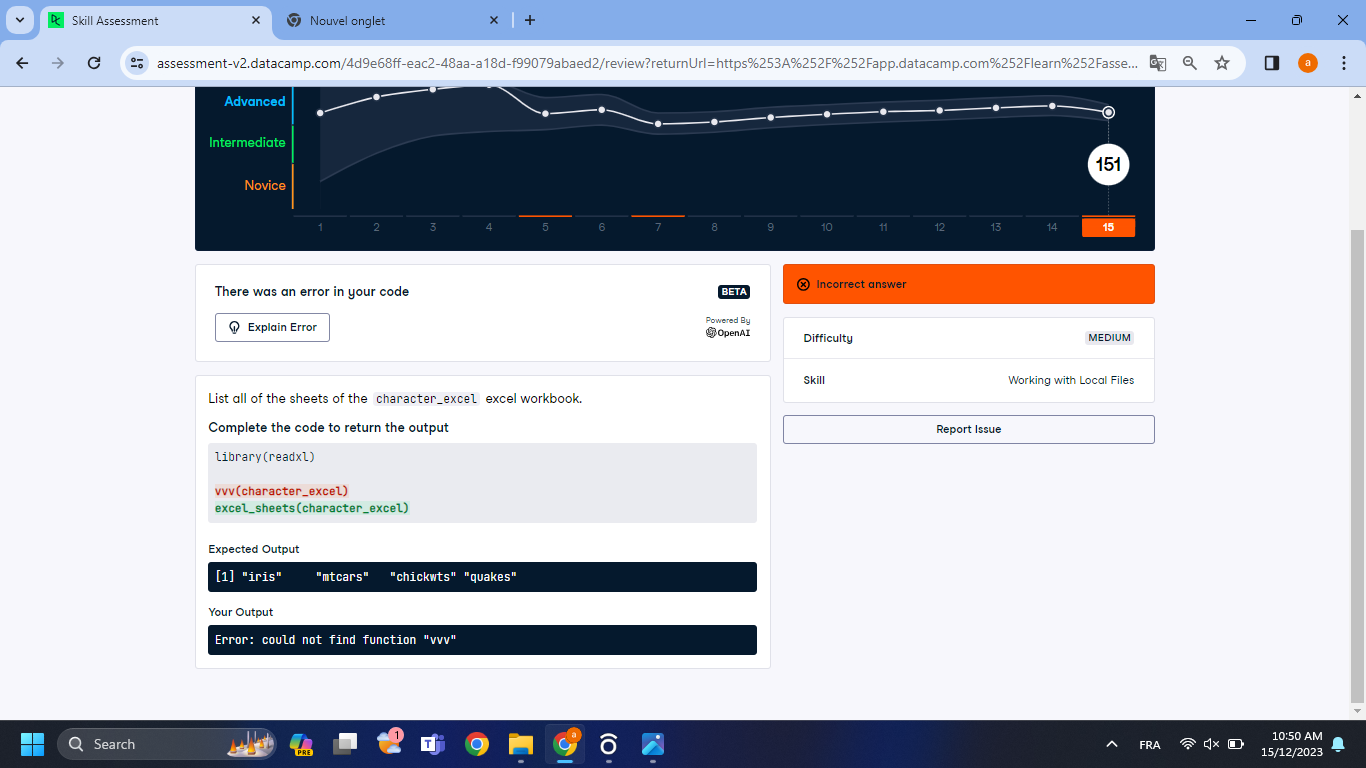 Skill Assessment
Nouvel onglet
assessment-v2.datacamp.com/4d9e68ff-eac2-48aa-a18d-f99079abaed2/review?returnUrl=https%253A%252F%252Fapp.datacamp.com%252Flearn%252Fasse...
a
Advanced
Intermediate
Novice
151
1 2 3 4 5 6 7 8 9 10 11 12 13 14 15
There was an error in your code
BETA
Explain Error
Powered By
OpenAI
Incorrect answer
Difficulty MEDIUM
Skill Working with Local Files
Report Issue
List all of the sheets of the character_excel excel workbook.
Complete the code to return the output
library(readxl)
vvv(character_excel)
excel_sheets(character_excel)
Expected Output
[1] "iris" "mtcars" "chickwts" "quakes"
Your Output
Error: could not find function "vvv"
Search
PRE
1
a
FRA
10:50 AM
15/12/2023